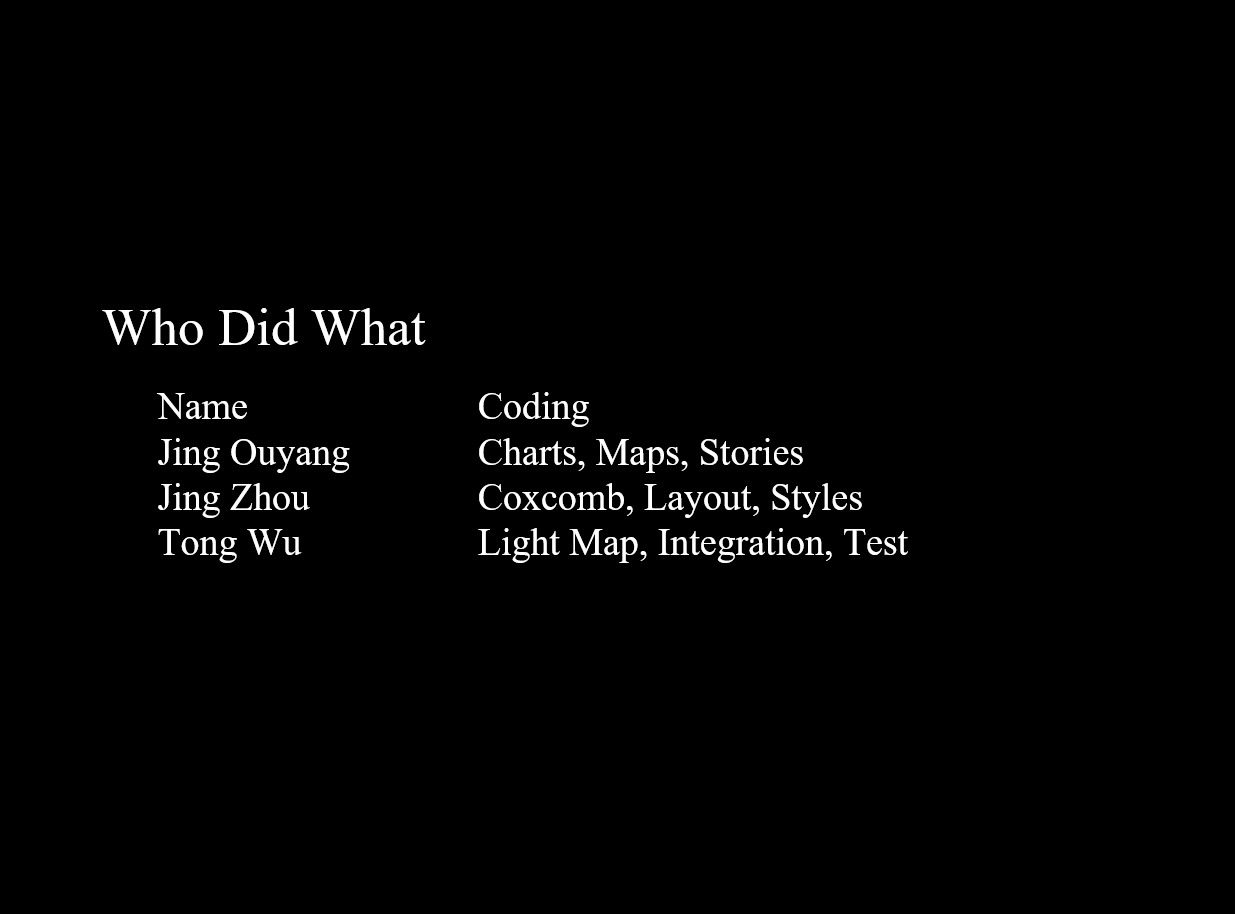 Who Did What
Name Coding
Jing Ouyang Charts, Maps, Stories
Jing Zhou Coxcomb, Layout, Styles
Tong Wu Light Map, Integration, Test